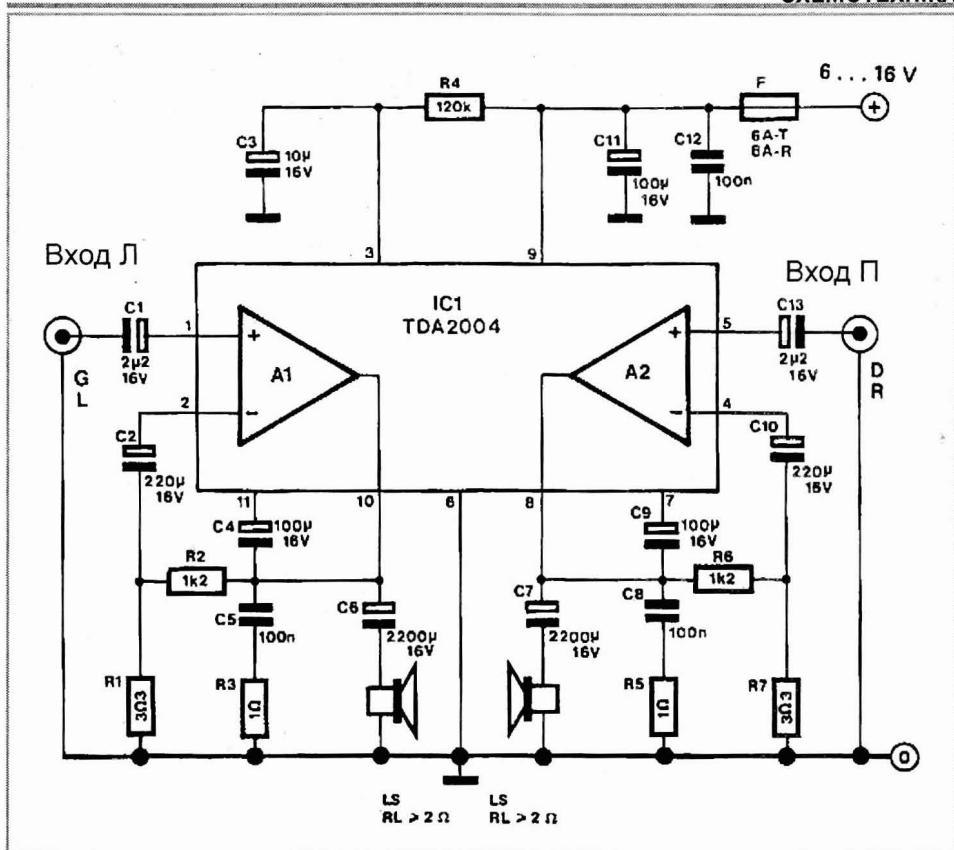 6 ... 16 V
R4
120k
F
6A-T
8A-R
C3
10µ
16V
C11
100µ
16V
C12
100n
Вход Л
3
9
Вход П
IC1
TDA2004
C1
1
2µ2
16V
+
A1
−
2
G
L
C2
220µ
16V
C13
5
2µ2
16V
+
A2
−
4
D
R
C10
220µ
16V
11
10
6
8
7
C4
100µ
16V
C9
100µ
16V
R2
1k2
R6
1k2
C5
100n
C6
2200µ
16V
C7
2200µ
16V
C8
100n
R1
3Ω3
R3
1Ω
R5
1Ω
R7
3Ω3
0
LS
RL > 2 Ω
LS
RL > 2 Ω